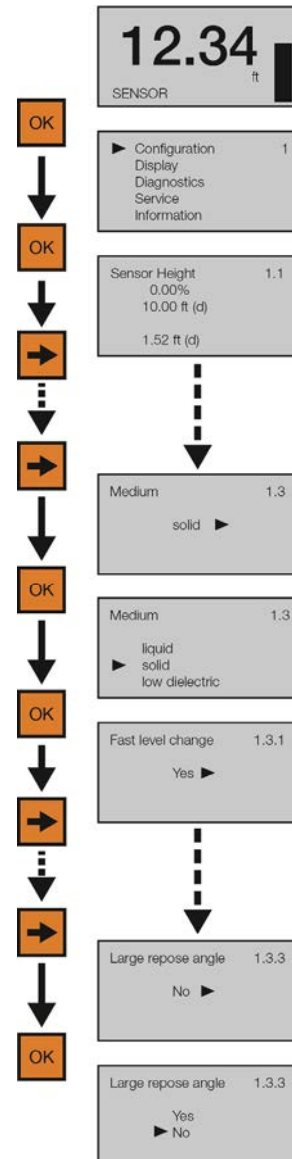 12.34
ft
SENSOR
OK
Configuration 1
Display
Diagnostics
Service
Information
OK
Sensor Height 1.1
0.00%
10.00 ft (d)
1.52 ft (d)
Medium 1.3
solid
OK
Medium 1.3
liquid
solid
low dielectric
OK
Fast level change 1.3.1
Yes
Large repose angle 1.3.3
No
OK
Large repose angle 1.3.3
Yes
No